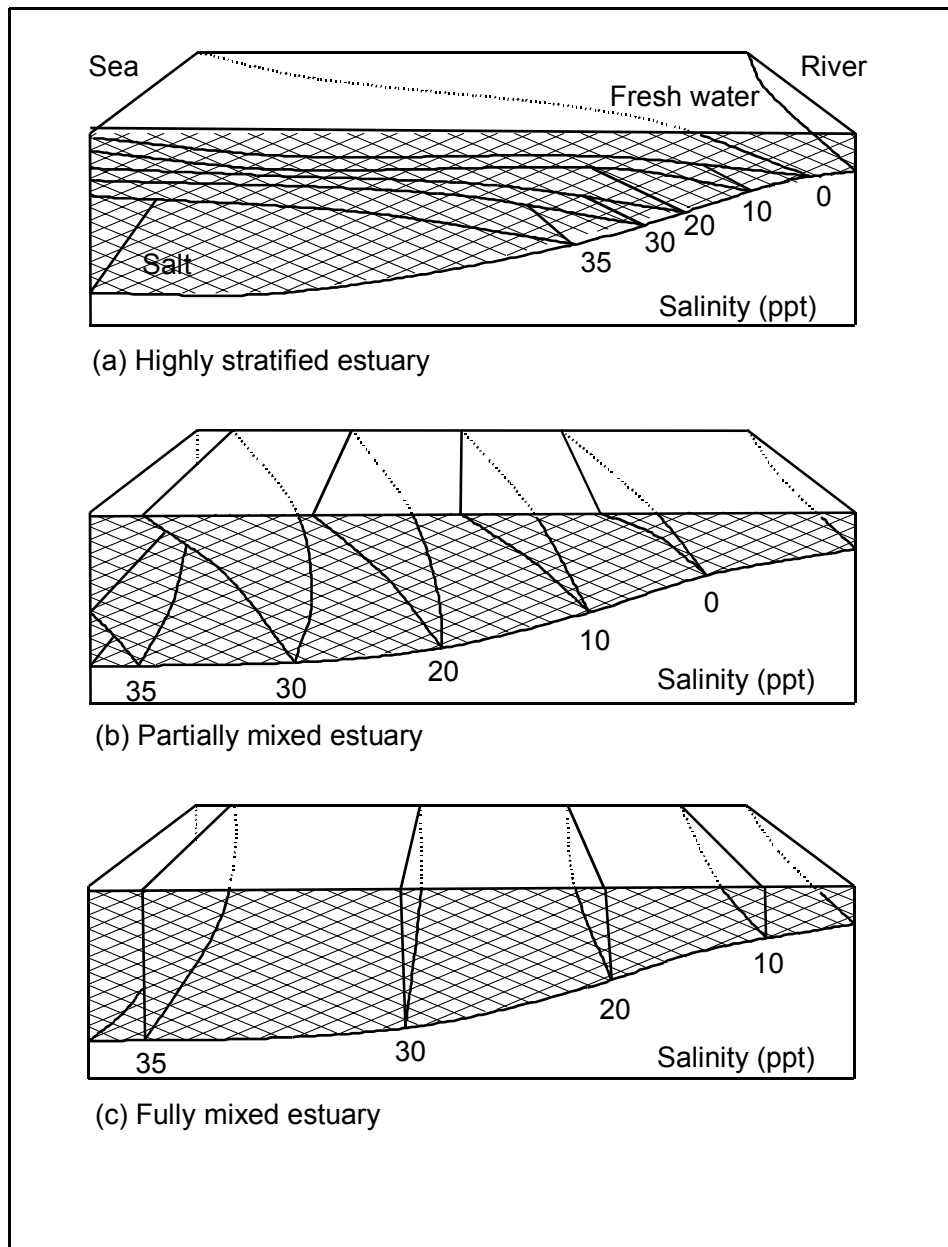 Sea
River
Fresh water
0
10
20
30
35
Salt
Salinity (ppt)
(a) Highly stratified estuary
0
10
20
30
35
Salinity (ppt)
(b) Partially mixed estuary
10
20
30
35
Salinity (ppt)
(c) Fully mixed estuary